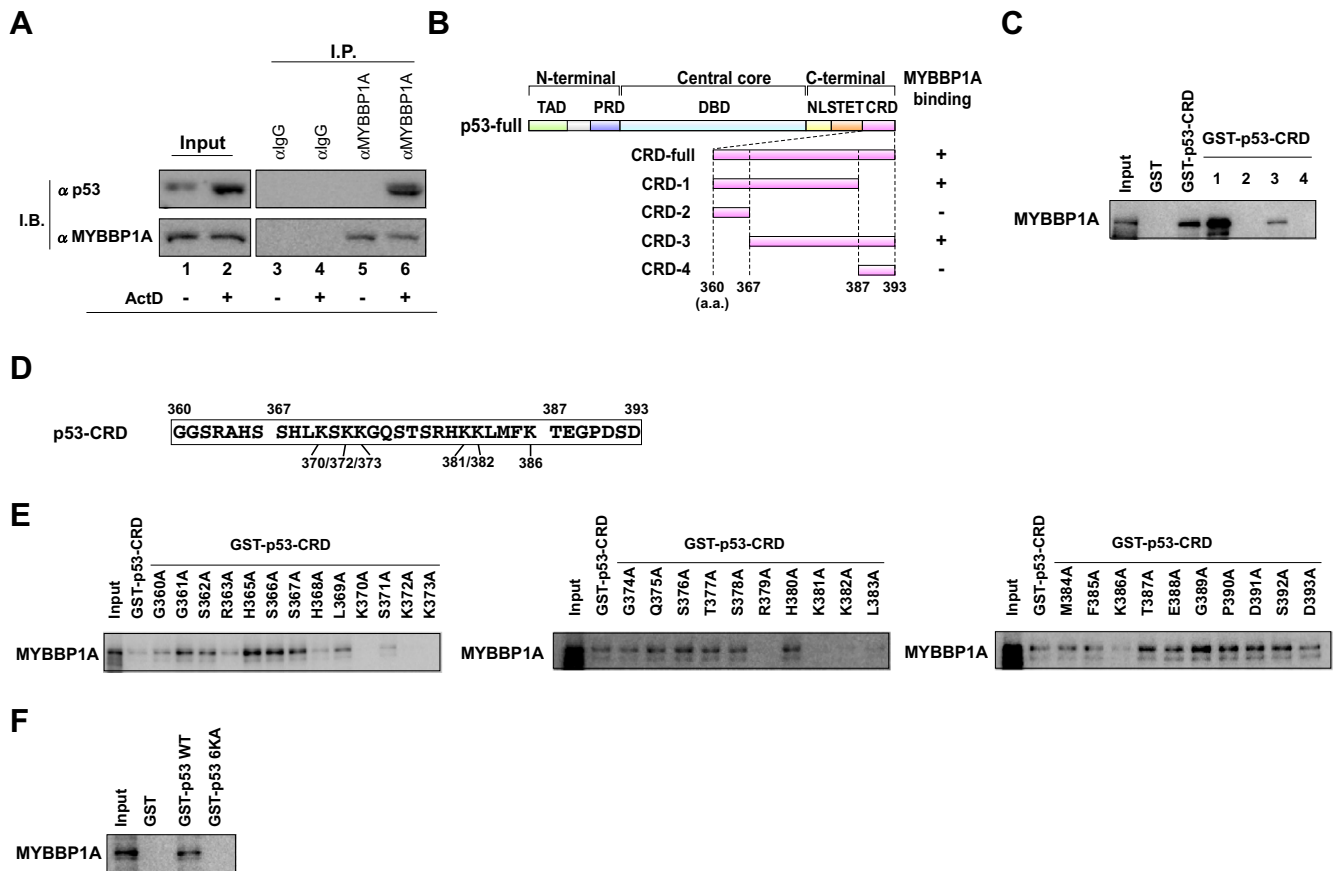 A
I.P.
Input
αIgG
αIgG
αMYBBP1A
αMYBBP1A
I.B.
α p53
α MYBBP1A
1 2 3 4 5 6
ActD - + - + - +
B
N-terminal Central core C-terminal MYBBP1A
binding
TAD PRD DBD NLS TET CRD
p53-full
CRD-full +
CRD-1 +
CRD-2 -
CRD-3 +
CRD-4 -
360 367 387 393
(a.a.)
C
Input
GST
GST-p53-CRD
GST-p53-CRD
1 2 3 4
MYBBP1A
D
360 367 387 393
p53-CRD GGSRAHS SHLKSKKGQSTSRHKKLMFK TEGPDSD
370/372/373 381/382 386
E
Input
GST-p53-CRD
GST-p53-CRD
G360A
G361A
S362A
R363A
H365A
S366A
S367A
H368A
L369A
K370A
S371A
K372A
K373A
MYBBP1A
Input
GST-p53-CRD
GST-p53-CRD
G374A
Q375A
S376A
T377A
S378A
R379A
H380A
K381A
K382A
L383A
MYBBP1A
Input
GST-p53-CRD
GST-p53-CRD
M384A
F385A
K386A
T387A
E388A
G389A
P390A
D391A
S392A
D393A
MYBBP1A
F
Input
GST
GST-p53 WT
GST-p53 6KA
MYBBP1A